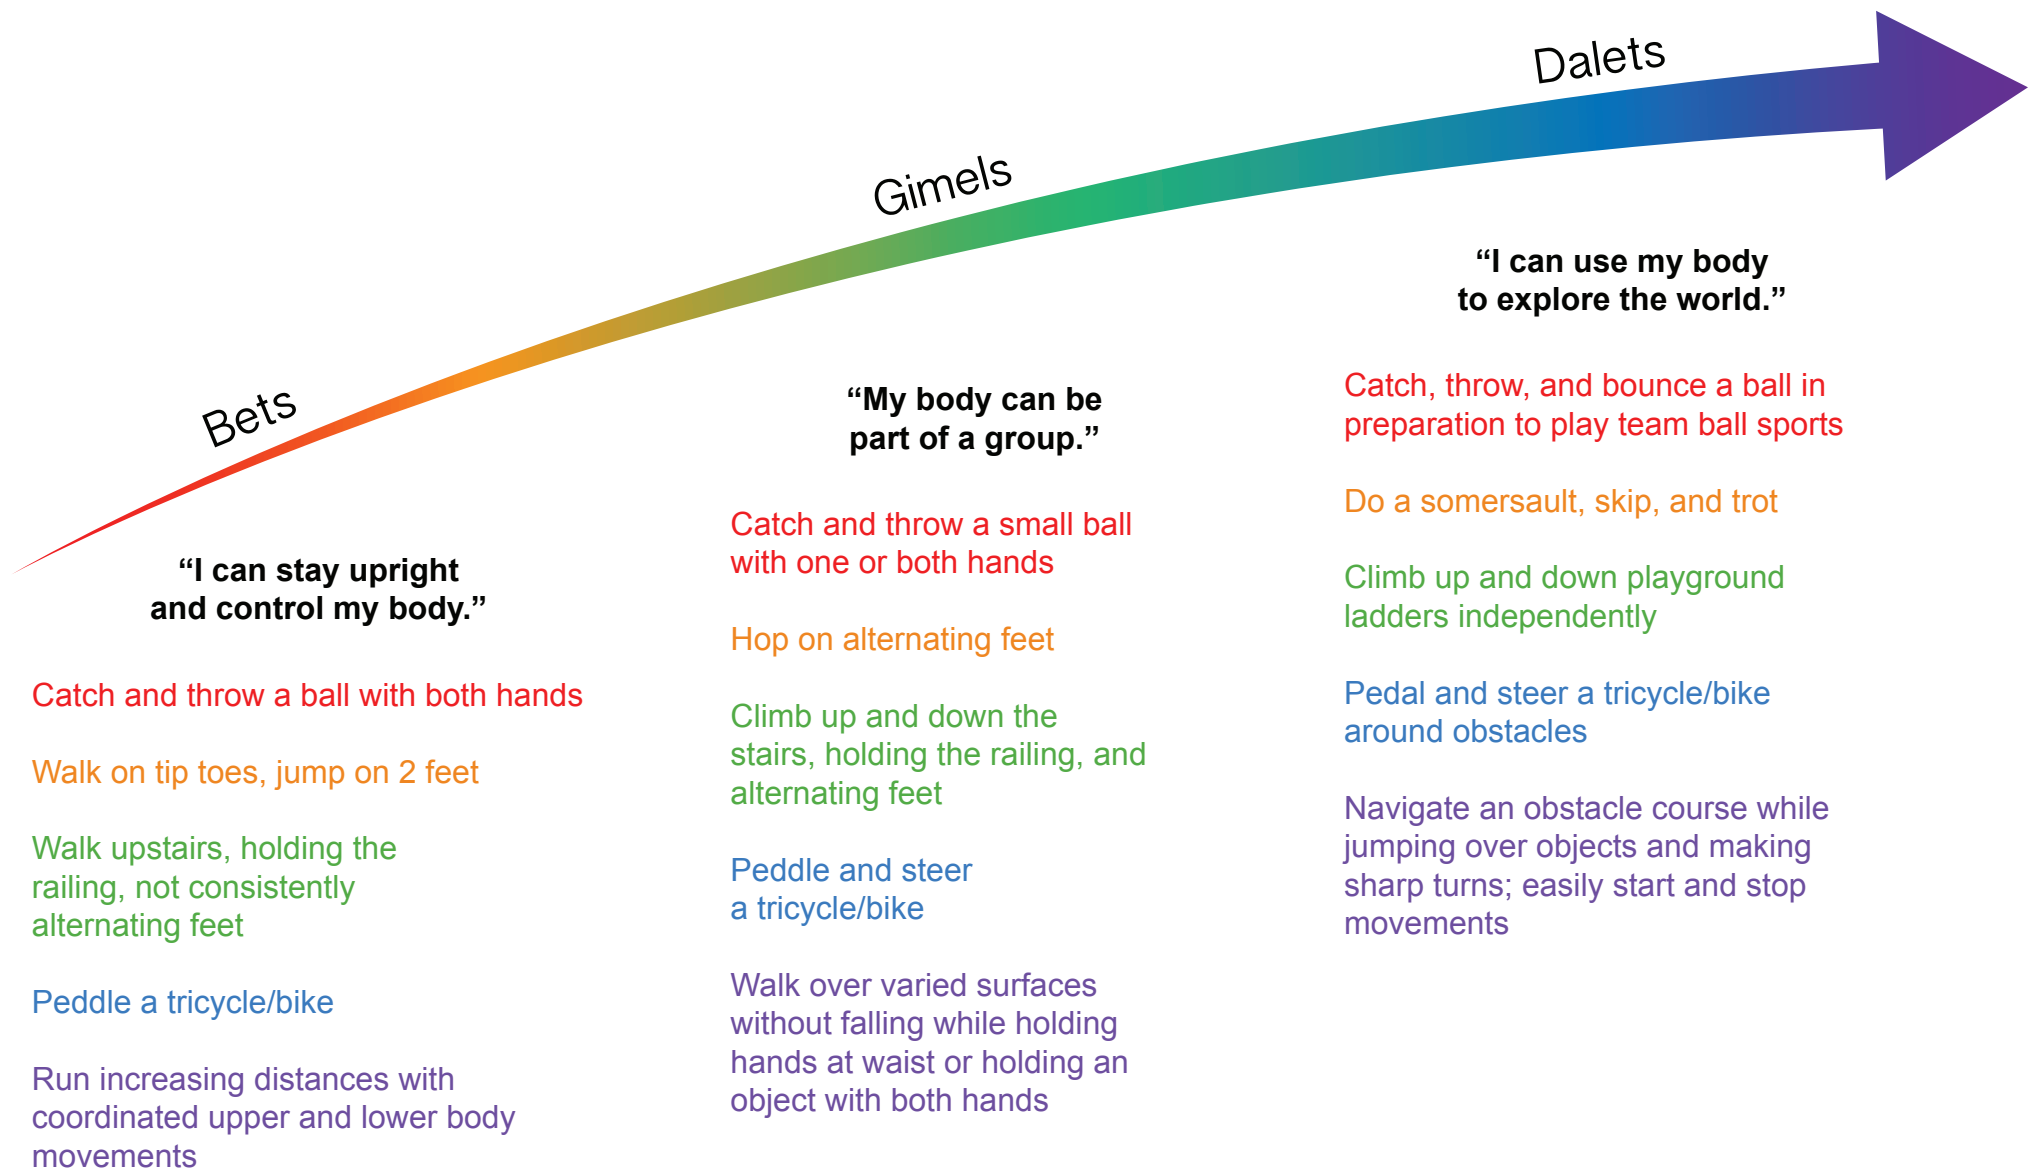 Bets
“I can stay upright
and control my body.”
Catch and throw a ball with both hands
Walk on tip toes, jump on 2 feet
Walk upstairs, holding the
railing, not consistently
alternating feet
Peddle a tricycle/bike
Run increasing distances with
coordinated upper and lower body
movements
Gimels
“My body can be
part of a group.”
Catch and throw a small ball
with one or both hands
Hop on alternating feet
Climb up and down the
stairs, holding the railing, and
alternating feet
Peddle and steer
a tricycle/bike
Walk over varied surfaces
without falling while holding
hands at waist or holding an
object with both hands
Dalets
“I can use my body
to explore the world.”
Catch, throw, and bounce a ball in
preparation to play team ball sports
Do a somersault, skip, and trot
Climb up and down playground
ladders independently
Pedal and steer a tricycle/bike
around obstacles
Navigate an obstacle course while
jumping over objects and making
sharp turns; easily start and stop
movements